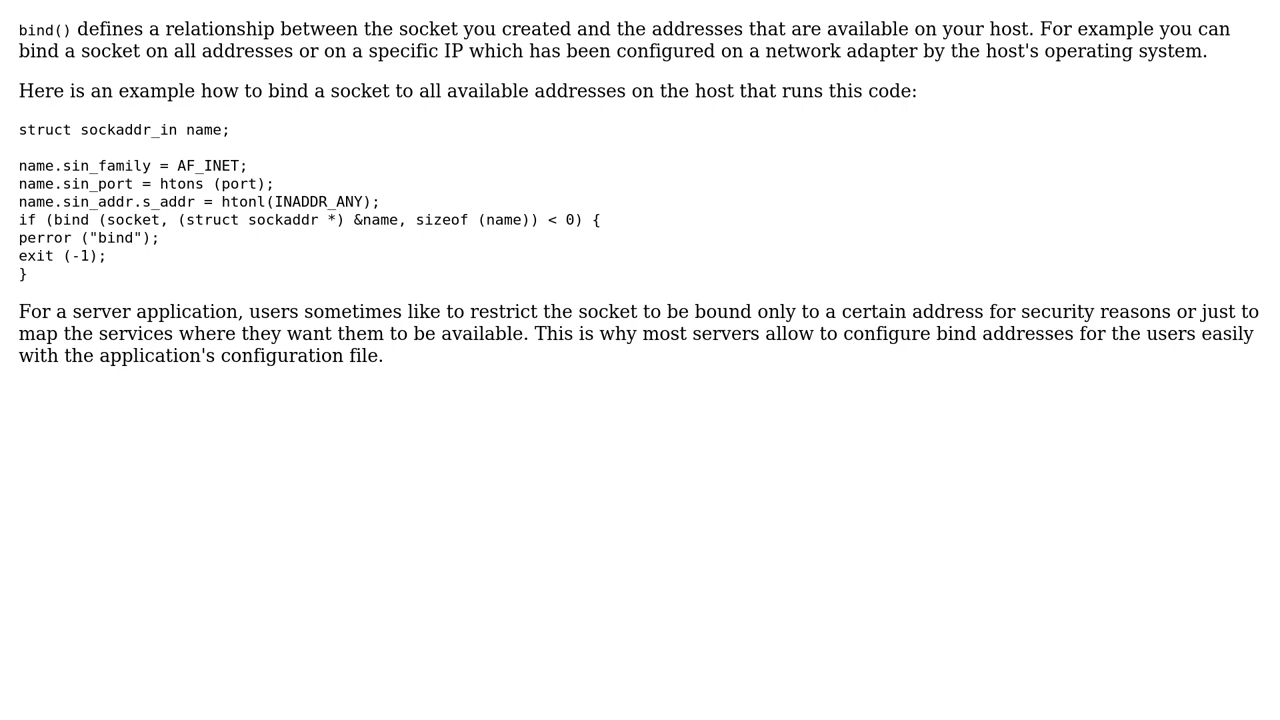 bind() defines a relationship between the socket you created and the addresses that are available on your host. For example you can
bind a socket on all addresses or on a specific IP which has been configured on a network adapter by the host's operating system.
Here is an example how to bind a socket to all available addresses on the host that runs this code:
struct sockaddr_in name;
name.sin_family = AF_INET;
name.sin_port = htons (port);
name.sin_addr.s_addr = htonl(INADDR_ANY);
if (bind (socket, (struct sockaddr *) &name, sizeof (name)) < 0) {
perror ("bind");
exit (-1);
}
For a server application, users sometimes like to restrict the socket to be bound only to a certain address for security reasons or just to
map the services where they want them to be available. This is why most servers allow to configure bind addresses for the users easily
with the application's configuration file.